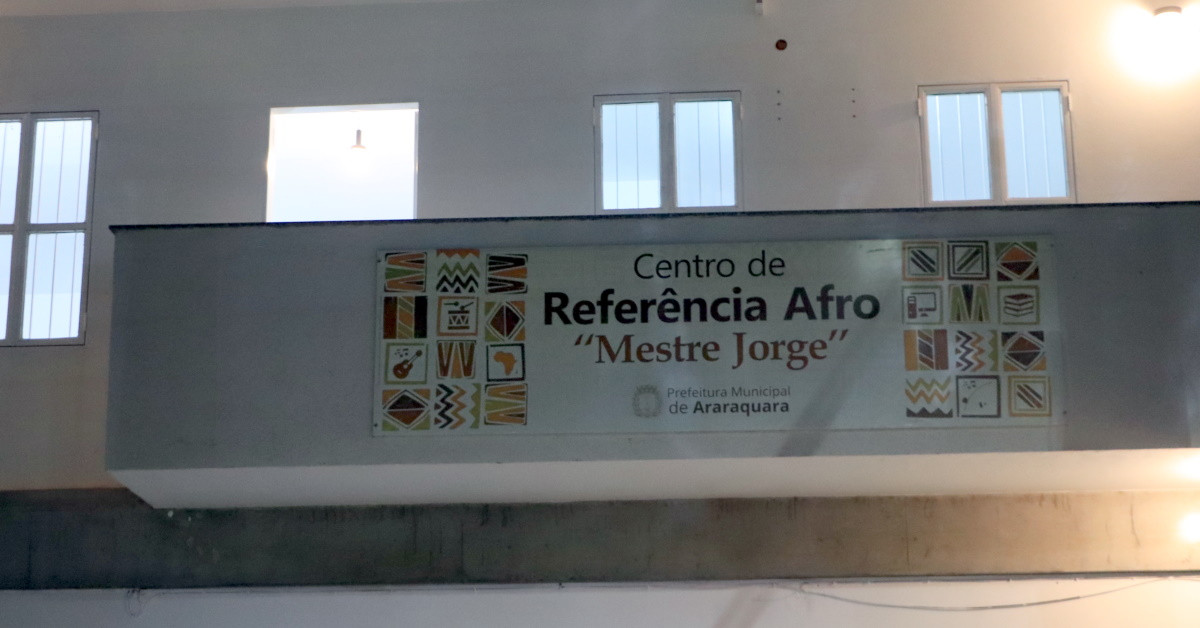 Centro de
Referência Afro
“Mestre Jorge”
Prefeitura Municipal
de Araraquara